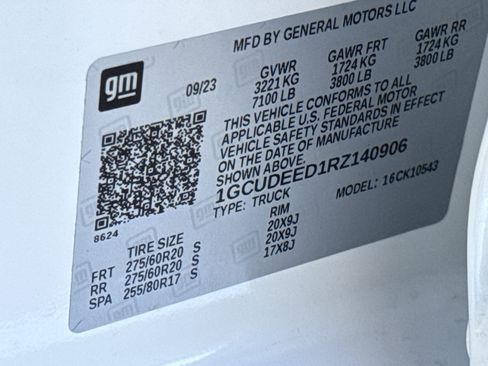 MFD BY GENERAL MOTORS LLC
gm
09/23
GVWR GAWR FRT GAWR RR
3221 KG 1724 KG 1724 KG
7100 LB 3800 LB 3800 LB
THIS VEHICLE CONFORMS TO ALL
APPLICABLE U.S. FEDERAL MOTOR
VEHICLE SAFETY STANDARDS IN EFFECT
ON THE DATE OF MANUFACTURE
SHOWN ABOVE.
1GCUDEED1RZ140906
TYPE: TRUCK MODEL: 16CK10543
8624
TIRE SIZE RIM
FRT 275/60R20 S 20X9J
RR 275/60R20 S 20X9J
SPA 255/80R17 S 17X8J